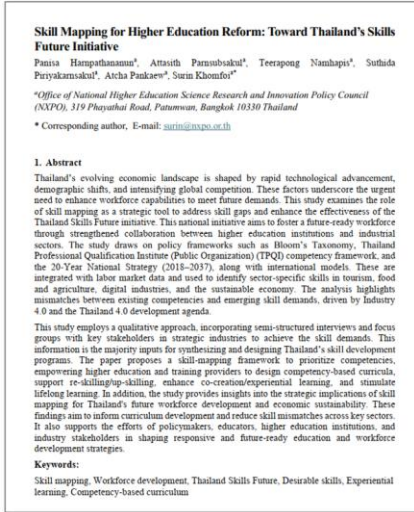 Skill Mapping for Higher Education Reform: Toward Thailand's Skills
Future Initiative
Panisa Harnpathananun<sup>a</sup>, Attasith Parnsubsakul<sup>a</sup>, Teerapong Namhapis<sup>a</sup>, Suthida
Piriyakarnsakul<sup>a</sup>, Atcha Pankaew<sup>a</sup>, Surin Khomfoi<sup>a*</sup>
<sup>a</sup>Office of National Higher Education Science Research and Innovation Policy Council
(NXPO), 319 Phayathai Road, Patumwan, Bangkok 10330 Thailand
* Corresponding author, E-mail: surin@nxpo.or.th
1. Abstract
Thailand's evolving economic landscape is shaped by rapid technological advancement,
demographic shifts, and intensifying global competition. These factors underscore the urgent
need to enhance workforce capabilities to meet future demands. This study examines the role
of skill mapping as a strategic tool to address skill gaps and enhance the effectiveness of the
Thailand Skills Future initiative. This national initiative aims to foster a future-ready workforce
through strengthened collaboration between higher education institutions and industrial
sectors. The study draws on policy frameworks such as Bloom's Taxonomy, Thailand
Professional Qualification Institute (Public Organization) (TPQI) competency framework, and
the 20-Year National Strategy (2018–2037), along with international models. These are
integrated with labor market data and used to identify sector-specific skills in tourism, food
and agriculture, digital industries, and the sustainable economy. The analysis highlights
mismatches between existing competencies and emerging skill demands, driven by Industry
4.0 and the Thailand 4.0 development agenda.
This study employs a qualitative approach, incorporating semi-structured interviews and focus
groups with key stakeholders in strategic industries to achieve the skill demands. This
information is the majority inputs for synthesizing and designing Thailand's skill development
programs. The paper proposes a skill-mapping framework to prioritize competencies,
empowering higher education and training providers to design competency-based curricula,
support re-skilling/up-skilling, enhance co-creation/experiential learning, and stimulate
lifelong learning. In addition, the study provides insights into the strategic implications of skill
mapping for Thailand's future workforce development and economic sustainability. These
findings aim to inform curriculum development and reduce skill mismatches across key sectors.
It also supports the efforts of policymakers, educators, higher education institutions, and
industry stakeholders in shaping responsive and future-ready education and workforce
development strategies.
Keywords:
Skill mapping, Workforce development, Thailand Skills Future, Desirable skills, Experiential
learning, Competency-based curriculum